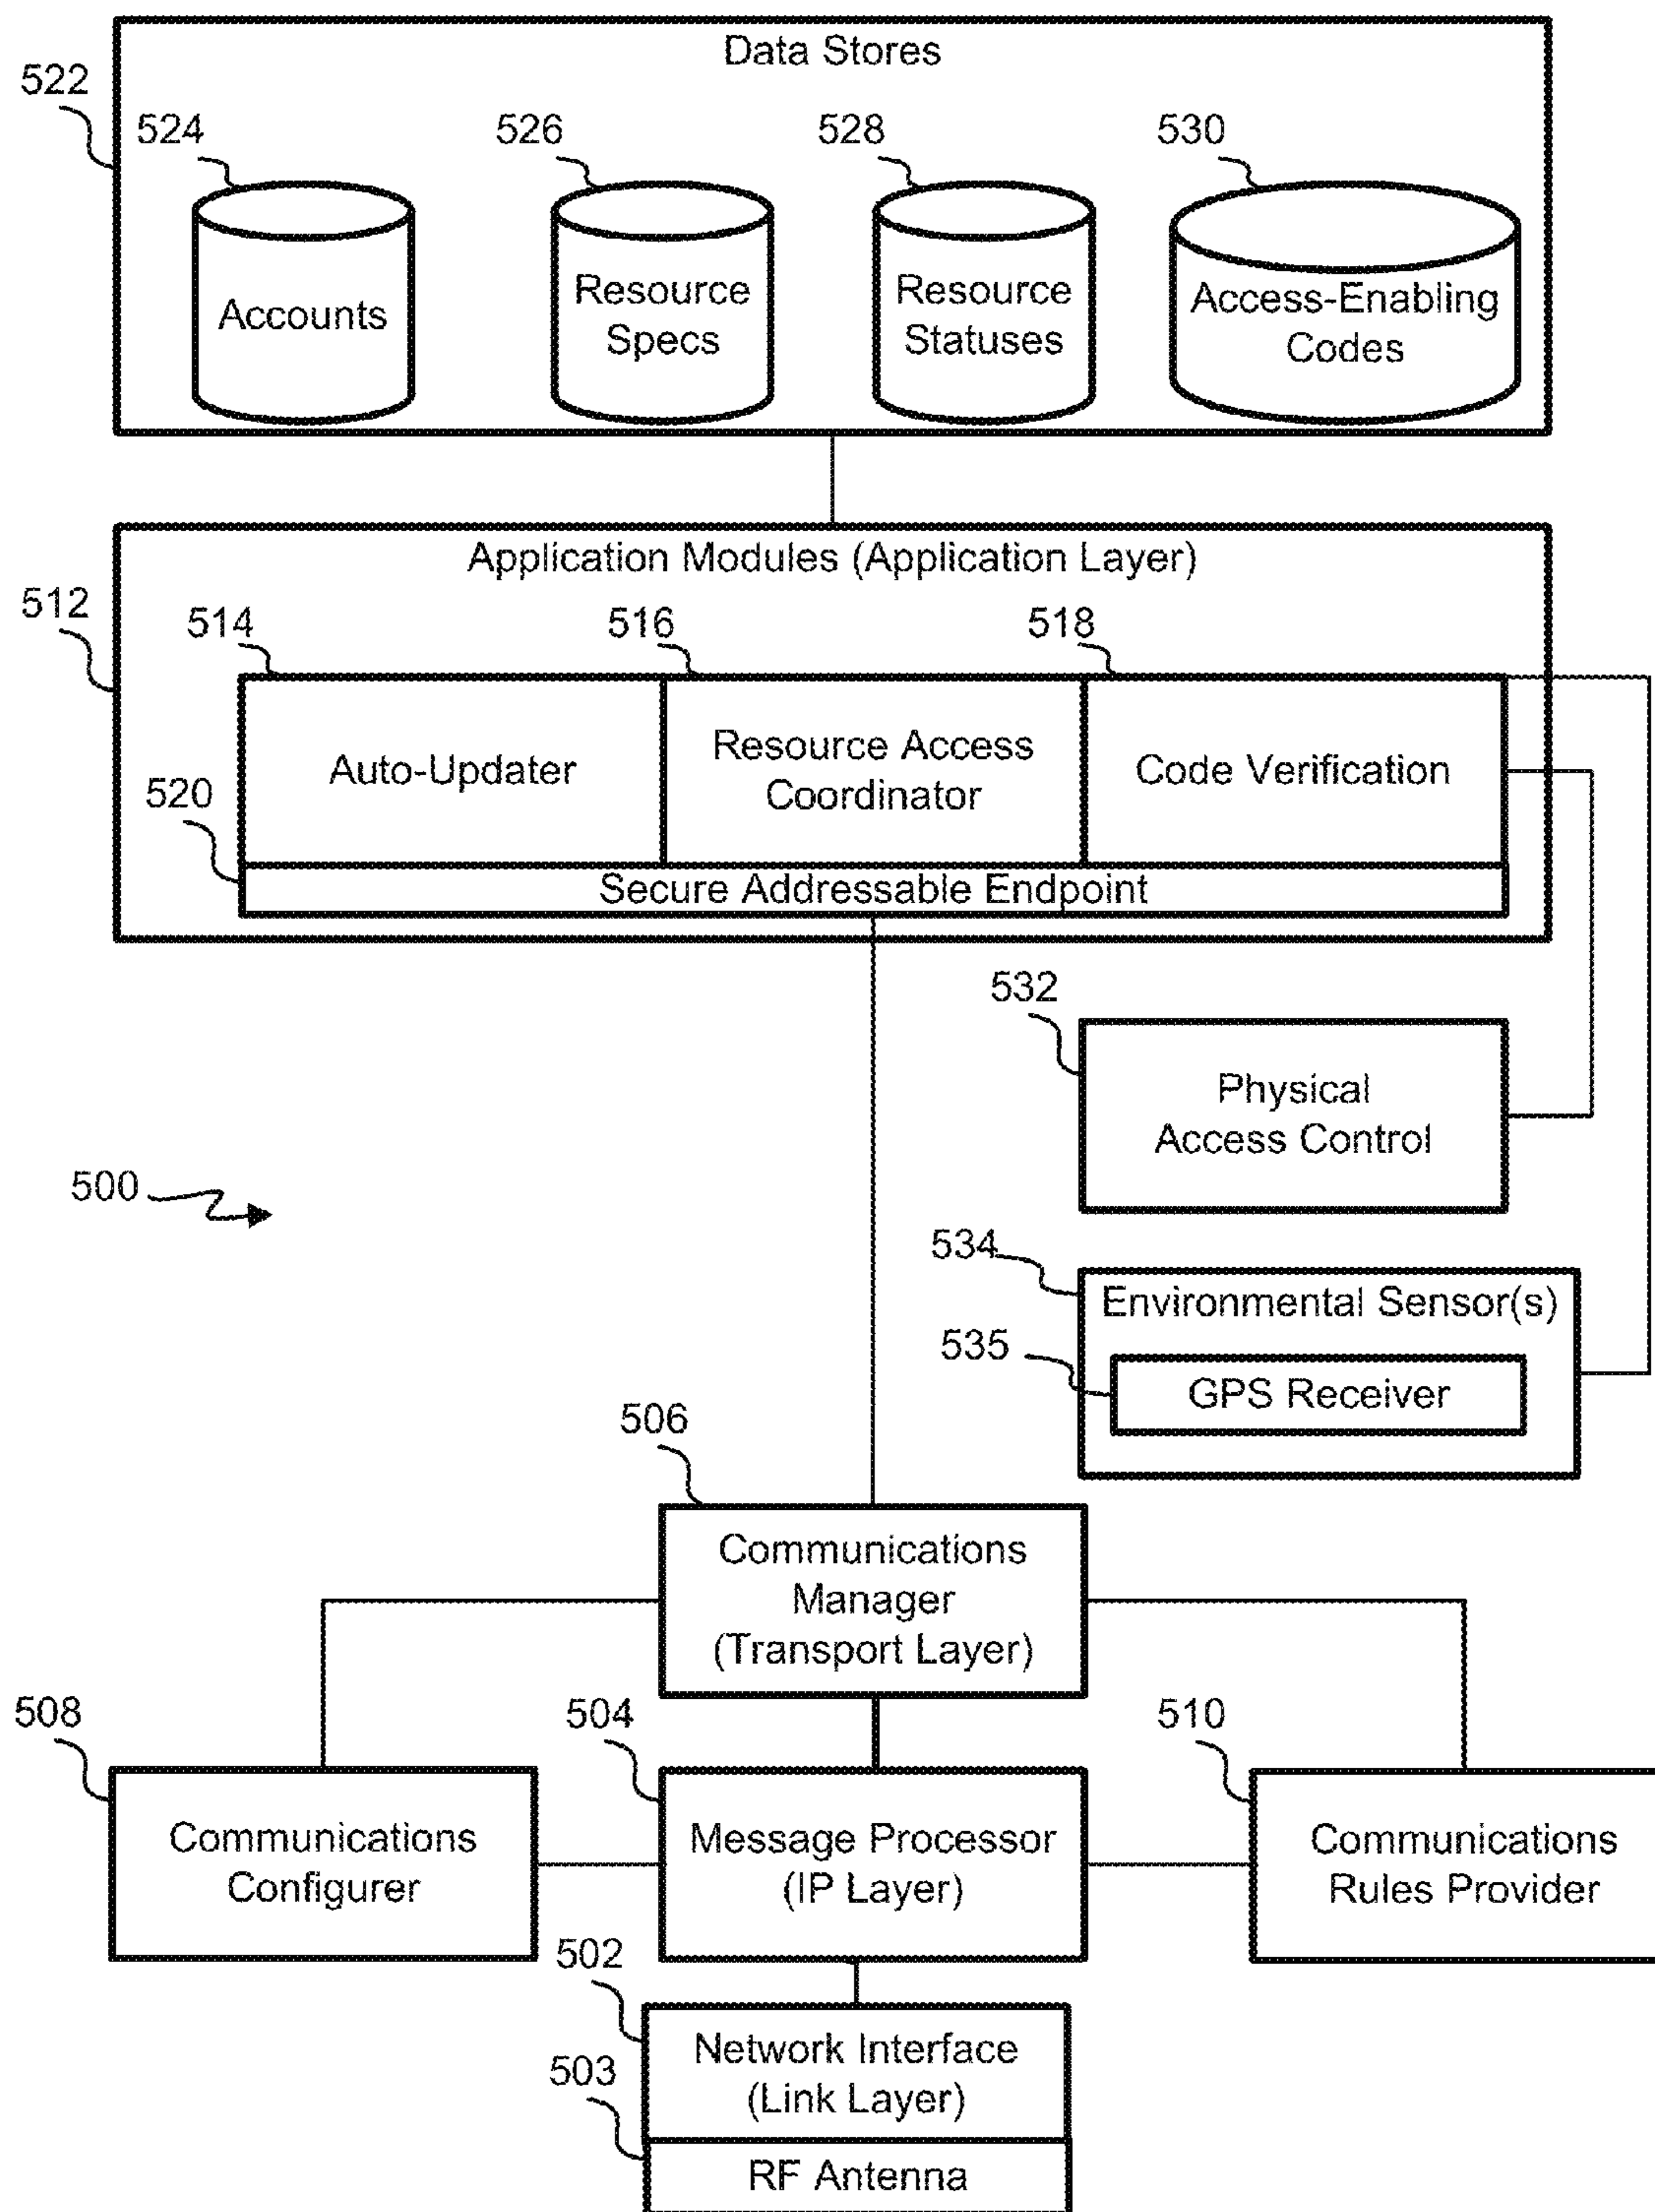 Data Stores
522
524
526
528
530
Accounts
Resource
Specs
Resource
Statuses
Access-Enabling
Codes
Application Modules (Application Layer)
512
514
516
518
Auto-Updater
Resource Access
Coordinator
Code Verification
520
Secure Addressable Endpoint
532
Physical
Access Control
500
534
Environmental Sensor(s)
535
GPS Receiver
506
Communications
Manager
(Transport Layer)
508
504
510
Communications
Configurer
Message Processor
(IP Layer)
Communications
Rules Provider
502
Network Interface
(Link Layer)
503
RF Antenna